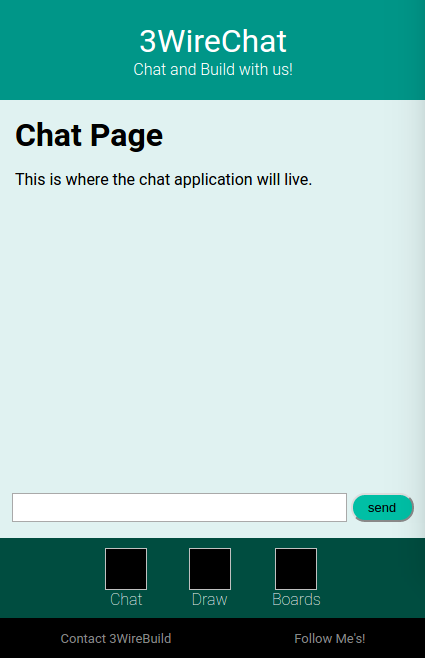 3WireChat
Chat and Build with us!
Chat Page
This is where the chat application will live.
send
Chat Draw Boards
Contact 3WireBuild Follow Me's!